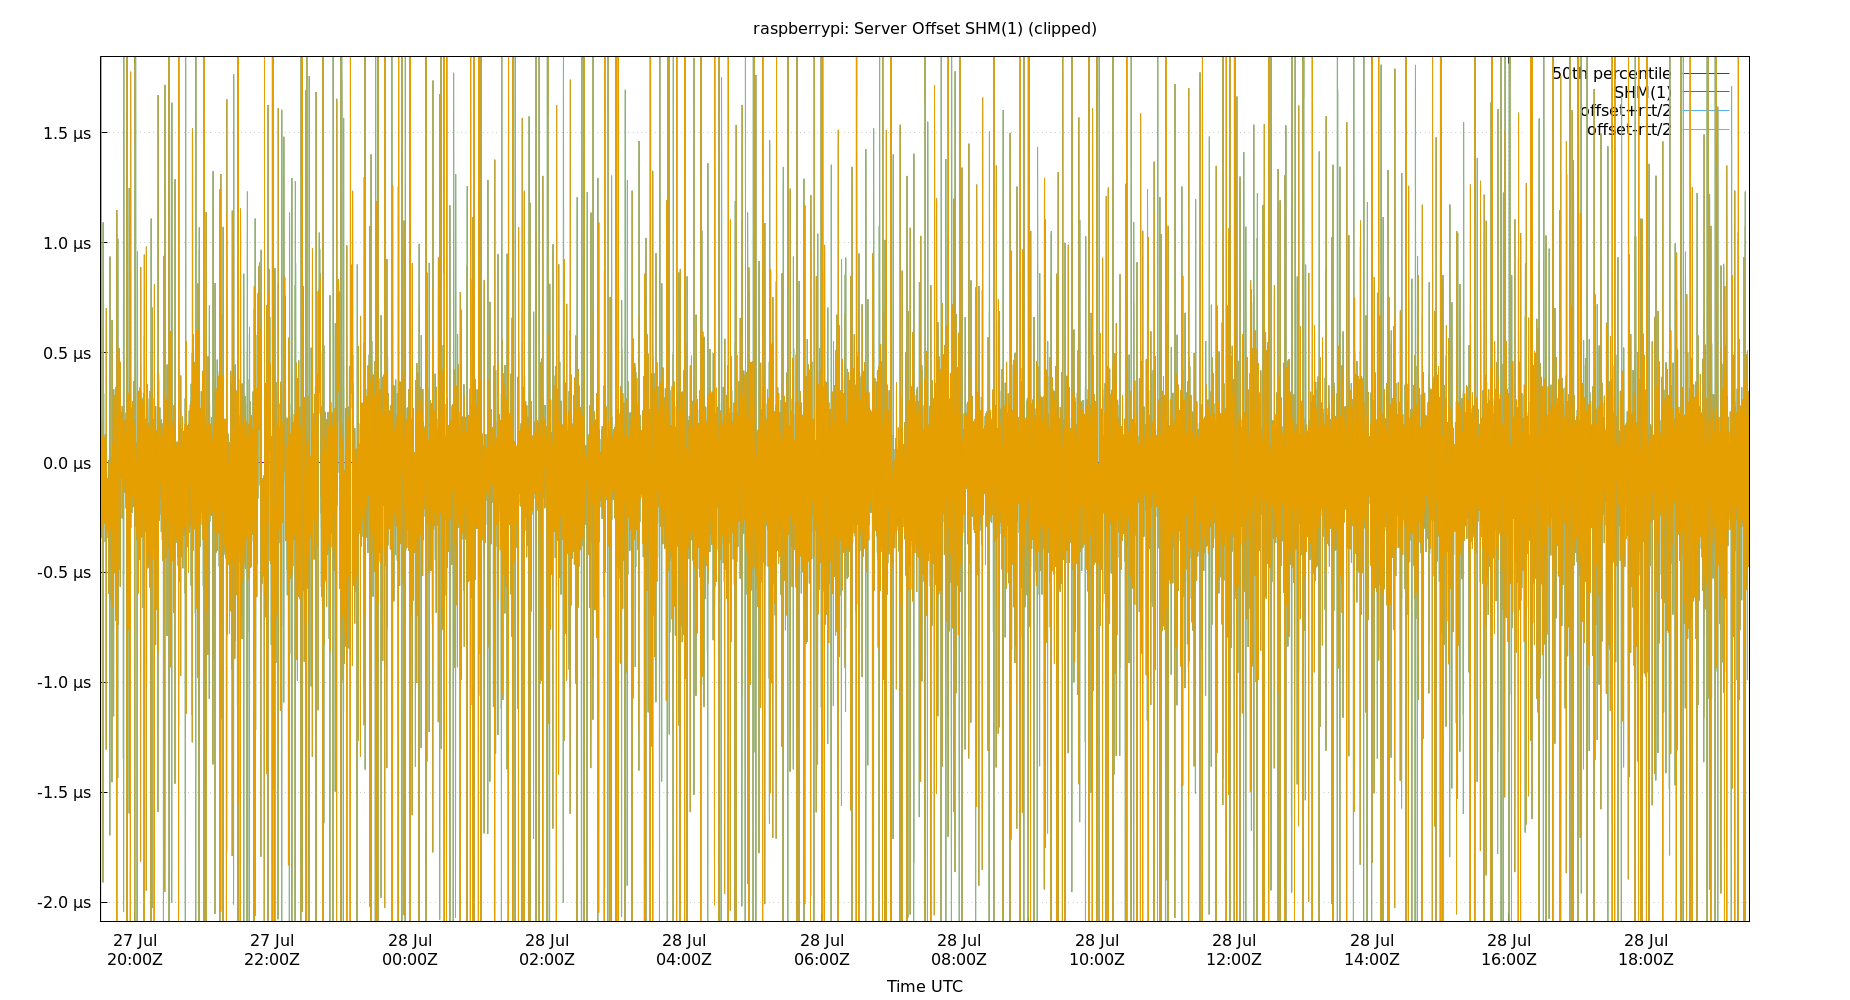 raspberrypi: Server Offset SHM(1) (clipped)
50th percentile
SHM(1)
offset+rtt/2
offset-rtt/2
1.5 µs
1.0 µs
0.5 µs
0.0 µs
-0.5 µs
-1.0 µs
-1.5 µs
-2.0 µs
27 Jul 27 Jul 28 Jul 28 Jul 28 Jul 28 Jul 28 Jul 28 Jul 28 Jul 28 Jul 28 Jul 28 Jul
20:00Z 22:00Z 00:00Z 02:00Z 04:00Z 06:00Z 08:00Z 10:00Z 12:00Z 14:00Z 16:00Z 18:00Z
Time UTC